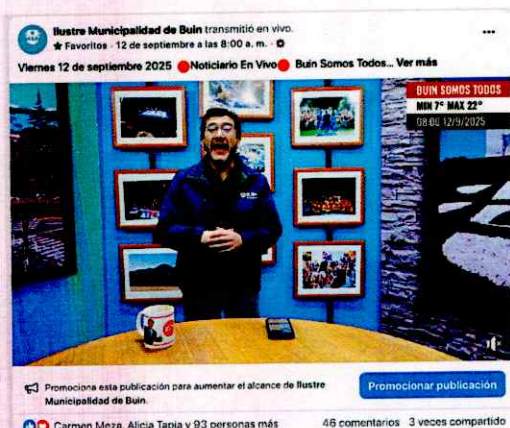 Ilustre Municipalidad de Buin transmitió en vivo.
★ Favoritos · 12 de septiembre a las 8:00 a. m. ·
Viernes 12 de septiembre 2025 🔴Noticiario En Vivo🔴 Buin Somos Todos... Ver más
BUIN SOMOS TODOS
MIN 7° MAX 22°
08:00 12/9/2025
Promociona esta publicación para aumentar el alcance de Ilustre
Municipalidad de Buin.
Promocionar publicación
Carmen Meza, Alicia Tapia y 93 personas más
46 comentarios 3 veces compartido